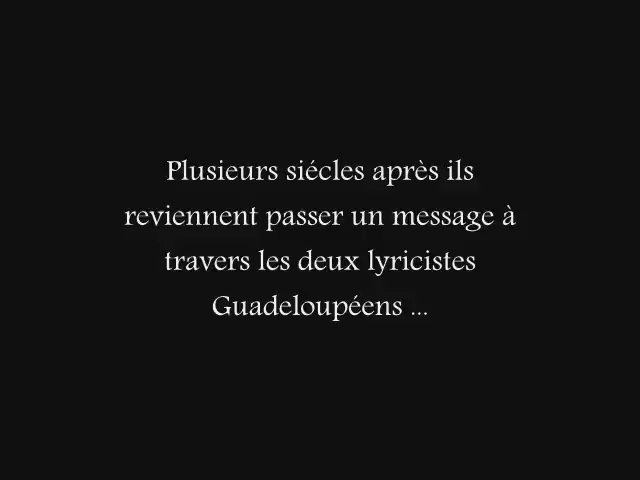 Plusieurs siécles après ils
reviennent passer un message à
travers les deux lyricistes
Guadeloupéens ...